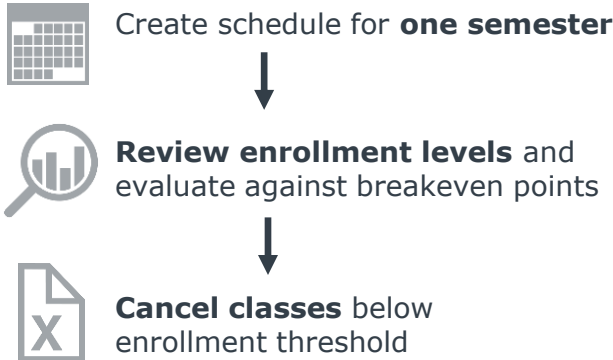 Create schedule for one semester
Review enrollment levels and
evaluate against breakeven points
X
Cancel classes below
enrollment threshold